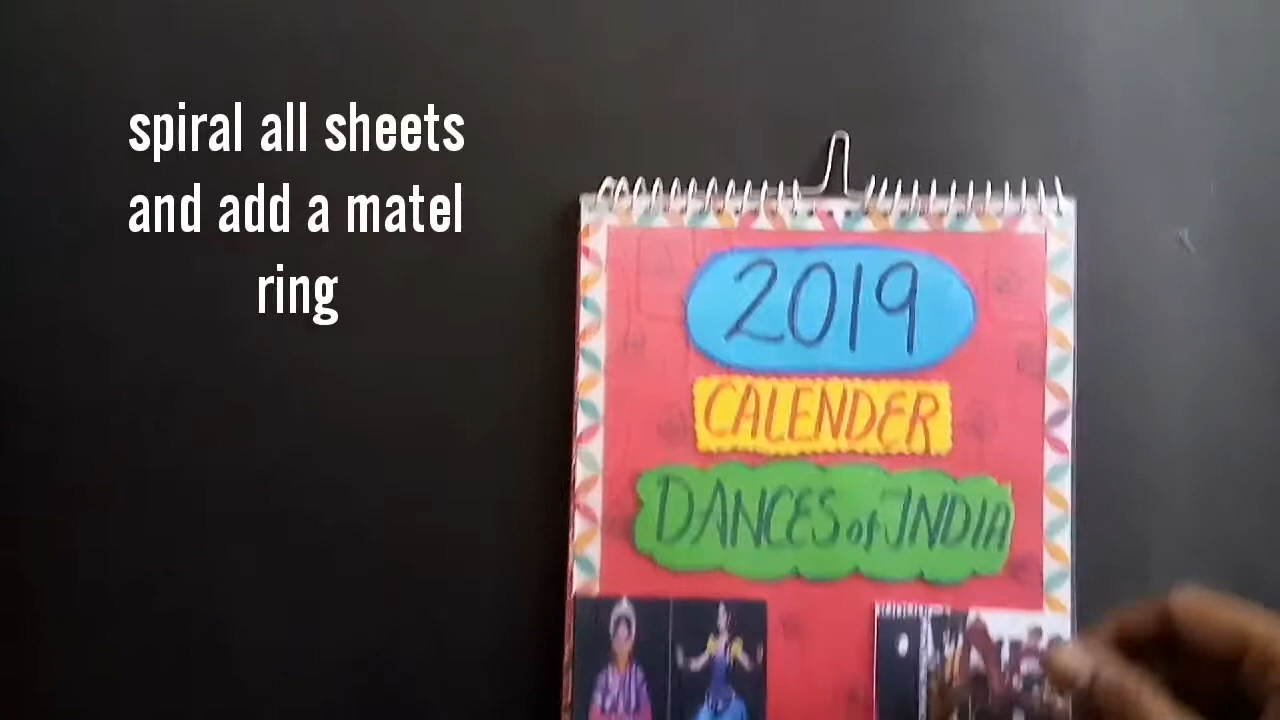 spiral all sheets
and add a matel
ring
2019
CALENDER
DANCES of INDIA